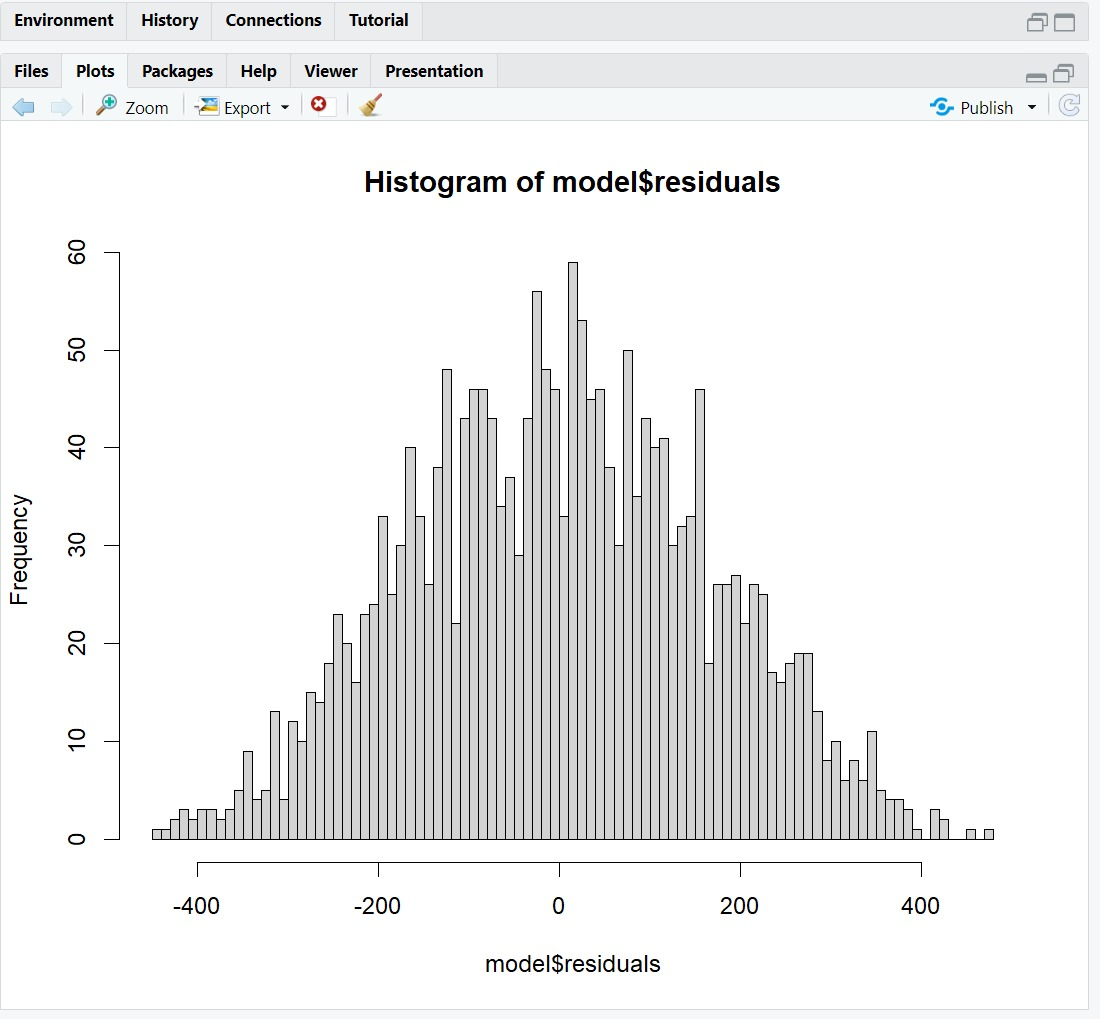 Environment History Connections Tutorial
Files Plots Packages Help Viewer Presentation
Zoom Export Publish
Histogram of model$residuals
60
50
40
30
20
10
0
Frequency
-400 -200 0 200 400
model$residuals